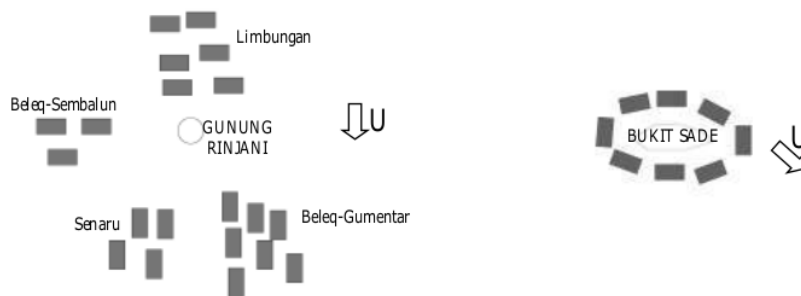 Limbungan
Beleq-Sembalun
GUNUNG
RINJANI
U
BUKIT SADE
U
Senaru
Beleq-Gumentar